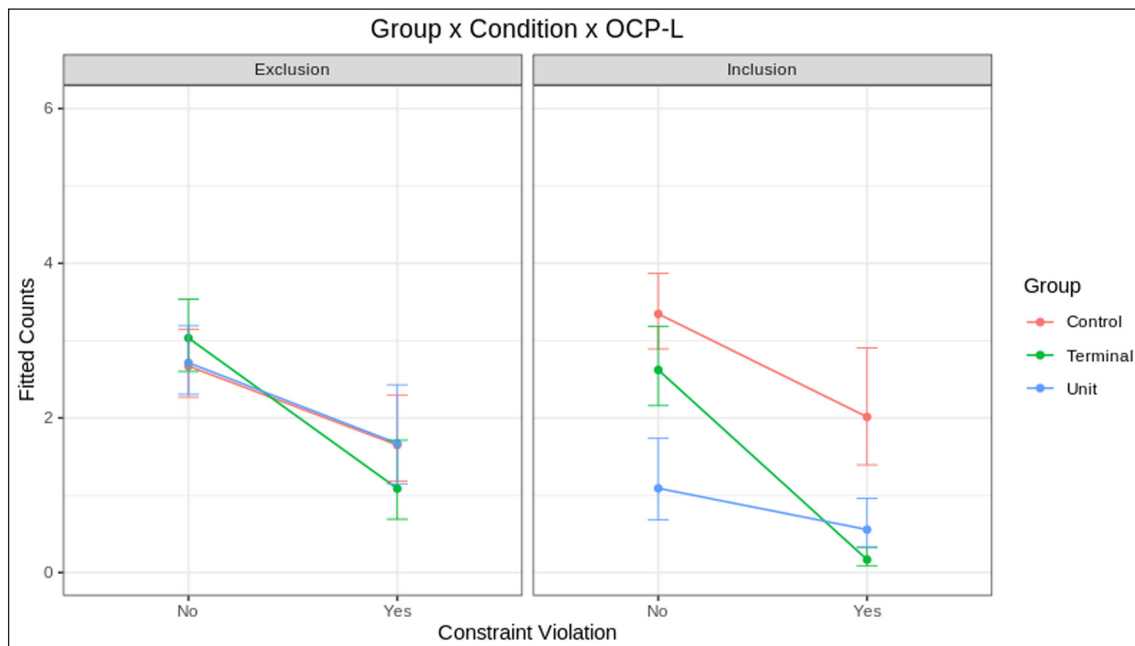 Group x Condition x OCP-L
Exclusion
Inclusion
Fitted Counts
6
4
2
0
No
Yes
No
Yes
Constraint Violation
Group
Control
Terminal
Unit